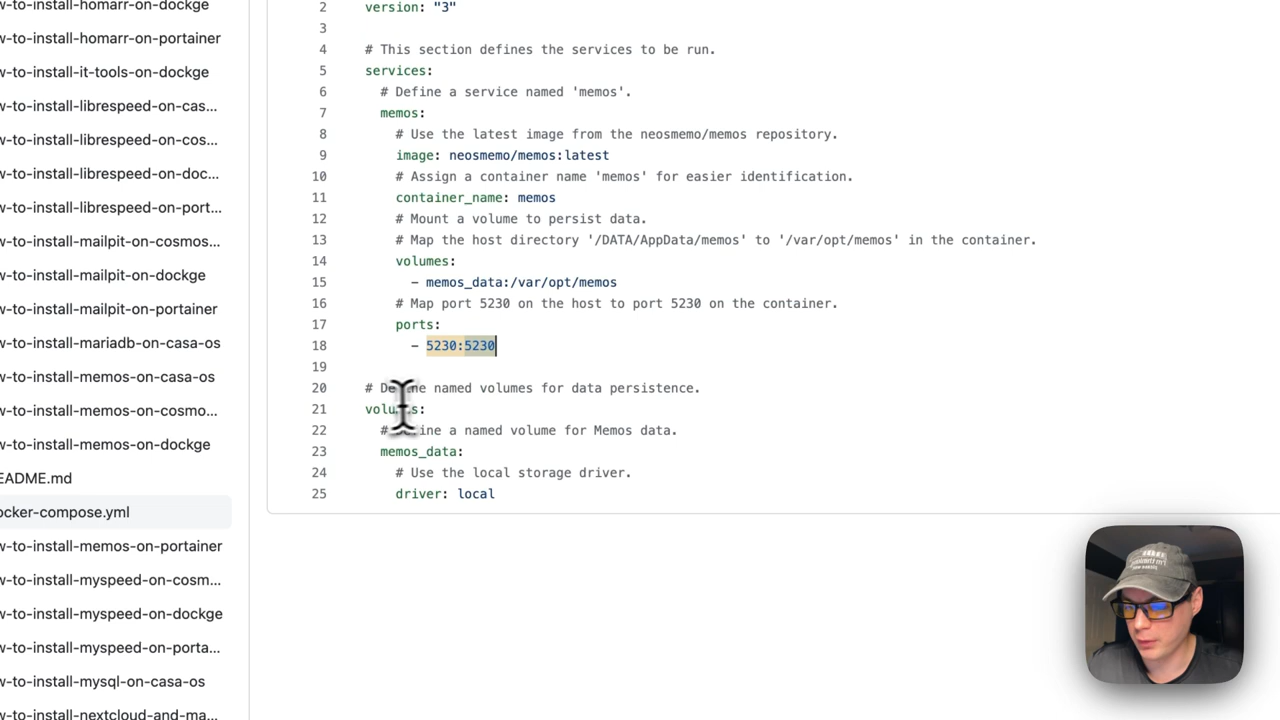 w-to-install-homarr-on-dockge
w-to-install-homarr-on-portainer
w-to-install-it-tools-on-dockge
w-to-install-librespeed-on-cas...
w-to-install-librespeed-on-cos...
w-to-install-librespeed-on-doc...
w-to-install-librespeed-on-port...
w-to-install-mailpit-on-cosmos...
w-to-install-mailpit-on-dockge
w-to-install-mailpit-on-portainer
w-to-install-mariadb-on-casa-os
w-to-install-memos-on-casa-os
w-to-install-memos-on-cosmo...
w-to-install-memos-on-dockge
EADME.md
ocker-compose.yml
w-to-install-memos-on-portainer
w-to-install-myspeed-on-cosm...
w-to-install-myspeed-on-dockge
w-to-install-myspeed-on-porta...
w-to-install-mysql-on-casa-os
w-to-install-nextcloud-and-ma...
2 version: "3"
3
4 # This section defines the services to be run.
5 services:
6 # Define a service named 'memos'.
7 memos:
8 # Use the latest image from the neosmemo/memos repository.
9 image: neosmemo/memos:latest
10 # Assign a container name 'memos' for easier identification.
11 container_name: memos
12 # Mount a volume to persist data.
13 # Map the host directory '/DATA/AppData/memos' to '/var/opt/memos' in the container.
14 volumes:
15 - memos_data:/var/opt/memos
16 # Map port 5230 on the host to port 5230 on the container.
17 ports:
18 - 5230:5230
19
20 # Define named volumes for data persistence.
21 volumes:
22 # Define a named volume for Memos data.
23 memos_data:
24 # Use the local storage driver.
25 driver: local